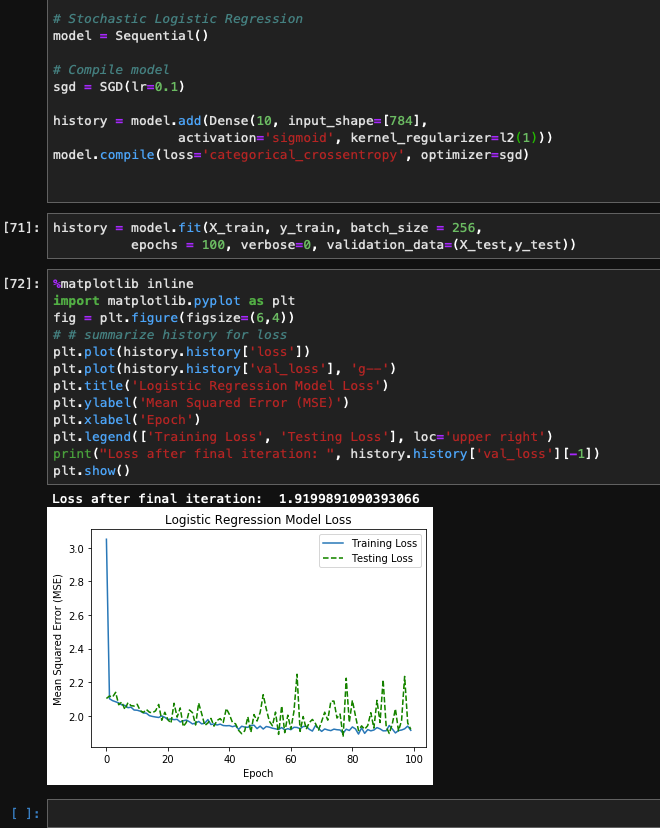 # Stochastic Logistic Regression
model = Sequential()
# Compile model
sgd = SGD(lr=0.1)
history = model.add(Dense(10, input_shape=[784],
activation='sigmoid', kernel_regularizer=l2(1)))
model.compile(loss='categorical_crossentropy', optimizer=sgd)
[71]: history = model.fit(X_train, y_train, batch_size = 256,
epochs = 100, verbose=0, validation_data=(X_test,y_test))
[72]: %matplotlib inline
import matplotlib.pyplot as plt
fig = plt.figure(figsize=(6,4))
# # summarize history for loss
plt.plot(history.history['loss'])
plt.plot(history.history['val_loss'], 'g--')
plt.title('Logistic Regression Model Loss')
plt.ylabel('Mean Squared Error (MSE)')
plt.xlabel('Epoch')
plt.legend(['Training Loss', 'Testing Loss'], loc='upper right')
print("Loss after final iteration: ", history.history['val_loss'][-1])
plt.show()
Loss after final iteration:  1.9199891090393066
Logistic Regression Model Loss
Training Loss
Testing Loss
Mean Squared Error (MSE)
3.0
2.8
2.6
2.4
2.2
2.0
0 20 40 60 80 100
Epoch
[ ]: